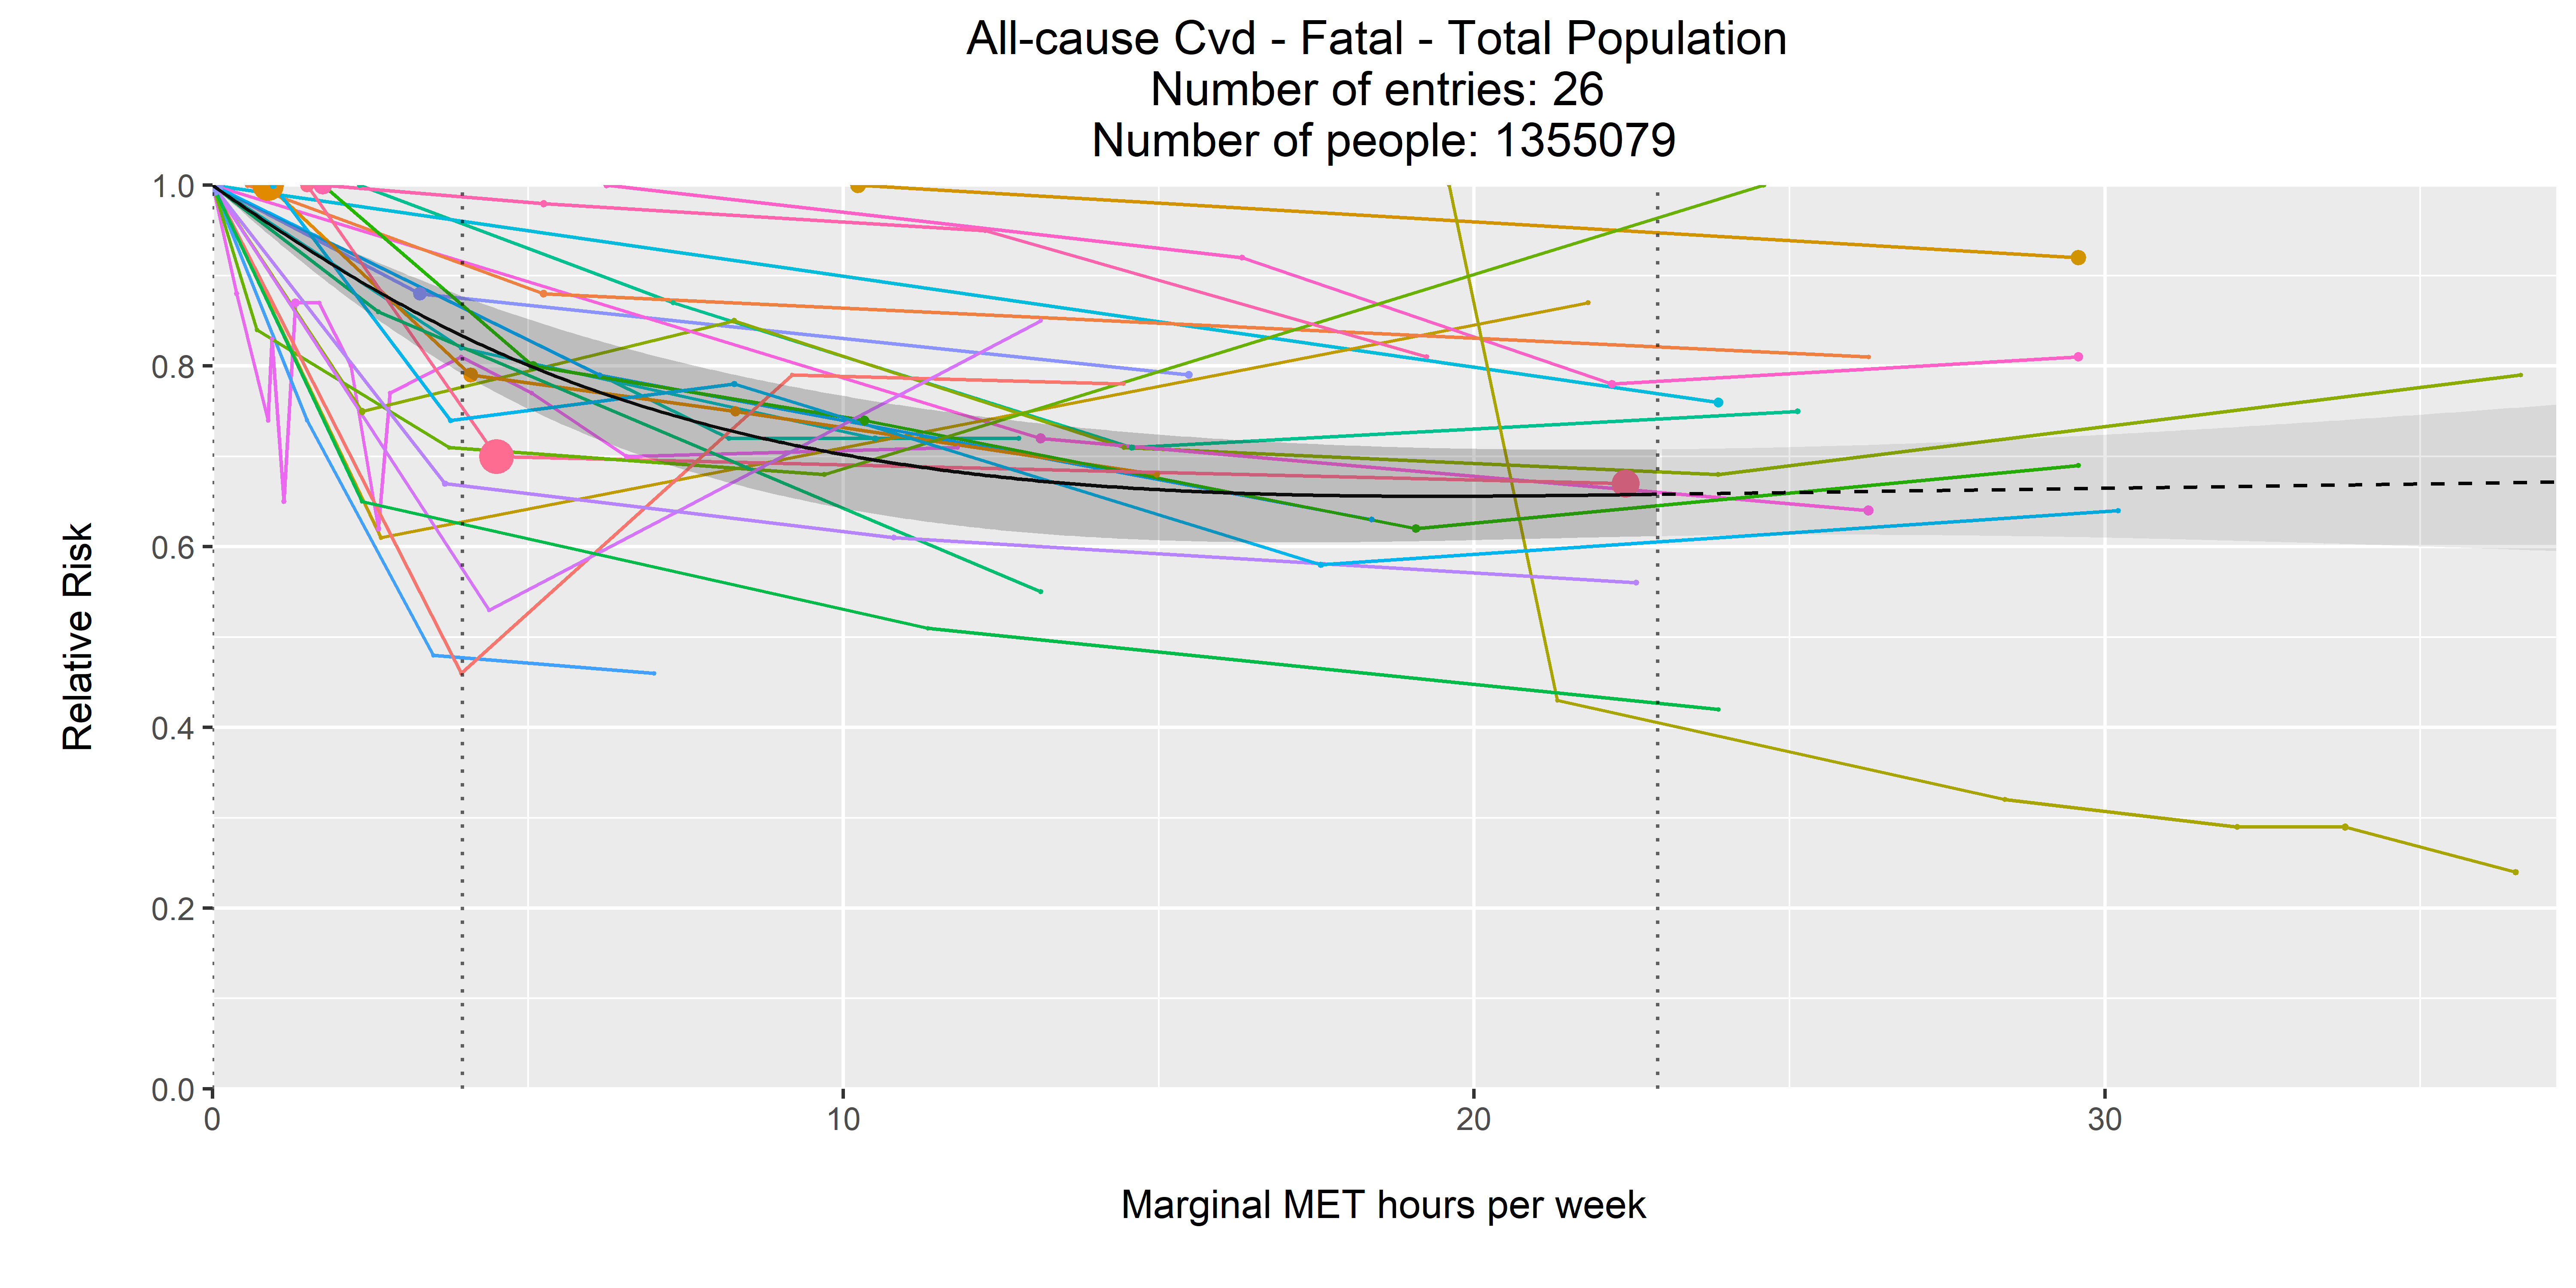 All-cause Cvd - Fatal - Total Population
Number of entries: 26
Number of people: 1355079
Relative Risk
1.0
0.8
0.6
0.4
0.2
0.0
0 10 20 30
Marginal MET hours per week